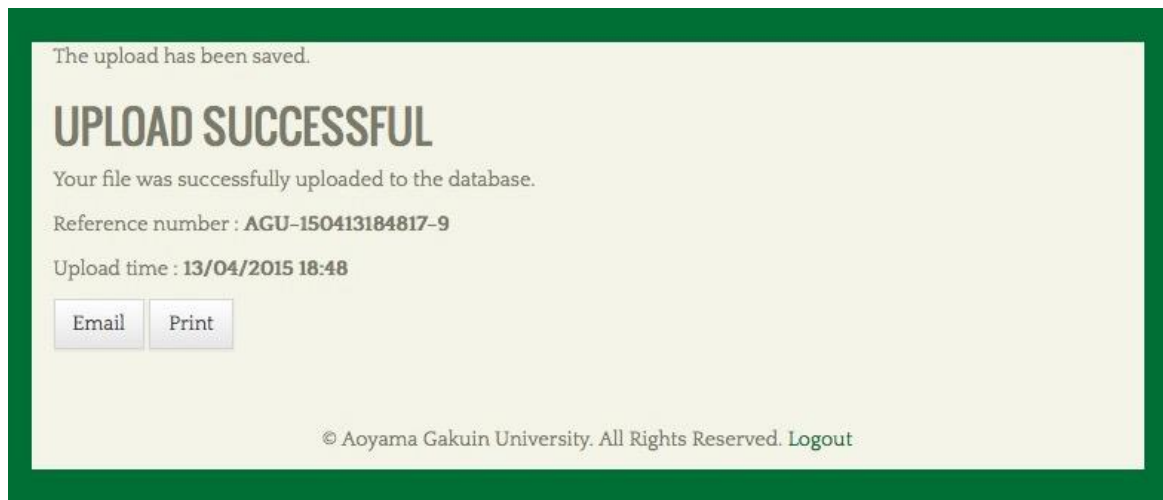 The upload has been saved.
UPLOAD SUCCESSFUL
Your file was successfully uploaded to the database.
Reference number : AGU-150413184817-9
Upload time : 13/04/2015 18:48
Email Print
© Aoyama Gakuin University. All Rights Reserved. Logout